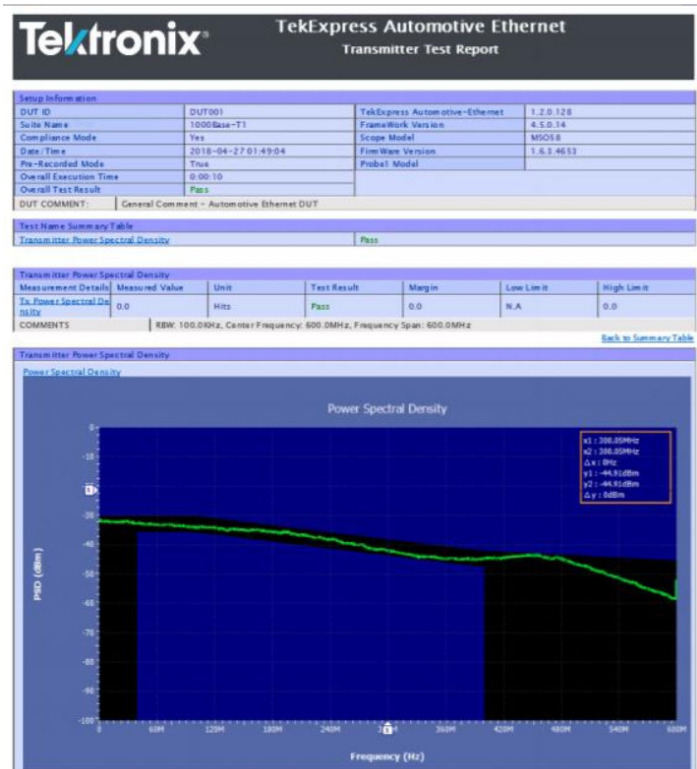 Tektronix®
TekExpress Automotive Ethernet
Transmitter Test Report
Setup Information
DUT ID DUT001 TekExpress Automotive-Ethernet 1.2.0.128
Suite Name 1000Base-T1 FrameWork Version 4.5.0.14
Compliance Mode Yes Scope Model MSO58
Date/Time 2018-04-27 01:49:04 FirmWare Version 1.6.3.4653
Pre-Recorded Mode True Probe1 Model
Overall Execution Time 0:00:10
Overall Test Result Pass
DUT COMMENT: General Comment - Automotive Ethernet DUT
Test Name Summary Table
Transmitter Power Spectral Density Pass
Transmitter Power Spectral Density
Measurement Details Measured Value Unit Test Result Margin Low Limit High Limit
Tx Power Spectral De
nsity 0.0 Hits Pass 0.0 N.A 0.0
COMMENTS RBW: 100.0KHz, Center Frequency: 600.0MHz, Frequency Span: 600.0MHz
Back to Summary Table
Transmitter Power Spectral Density
Power Spectral Density
Power Spectral Density
x1 : 300.05MHz
x2 : 300.05MHz
Δx : 0Hz
y1 : -44.91dBm
y2 : -44.91dBm
Δy : 0dBm
0
-10
-30
-40
-50
-60
-70
-80
-90
-100
PSD (dBm)
0 60M 120M 180M 240M 360M 420M 480M 540M 600M
Frequency (Hz)